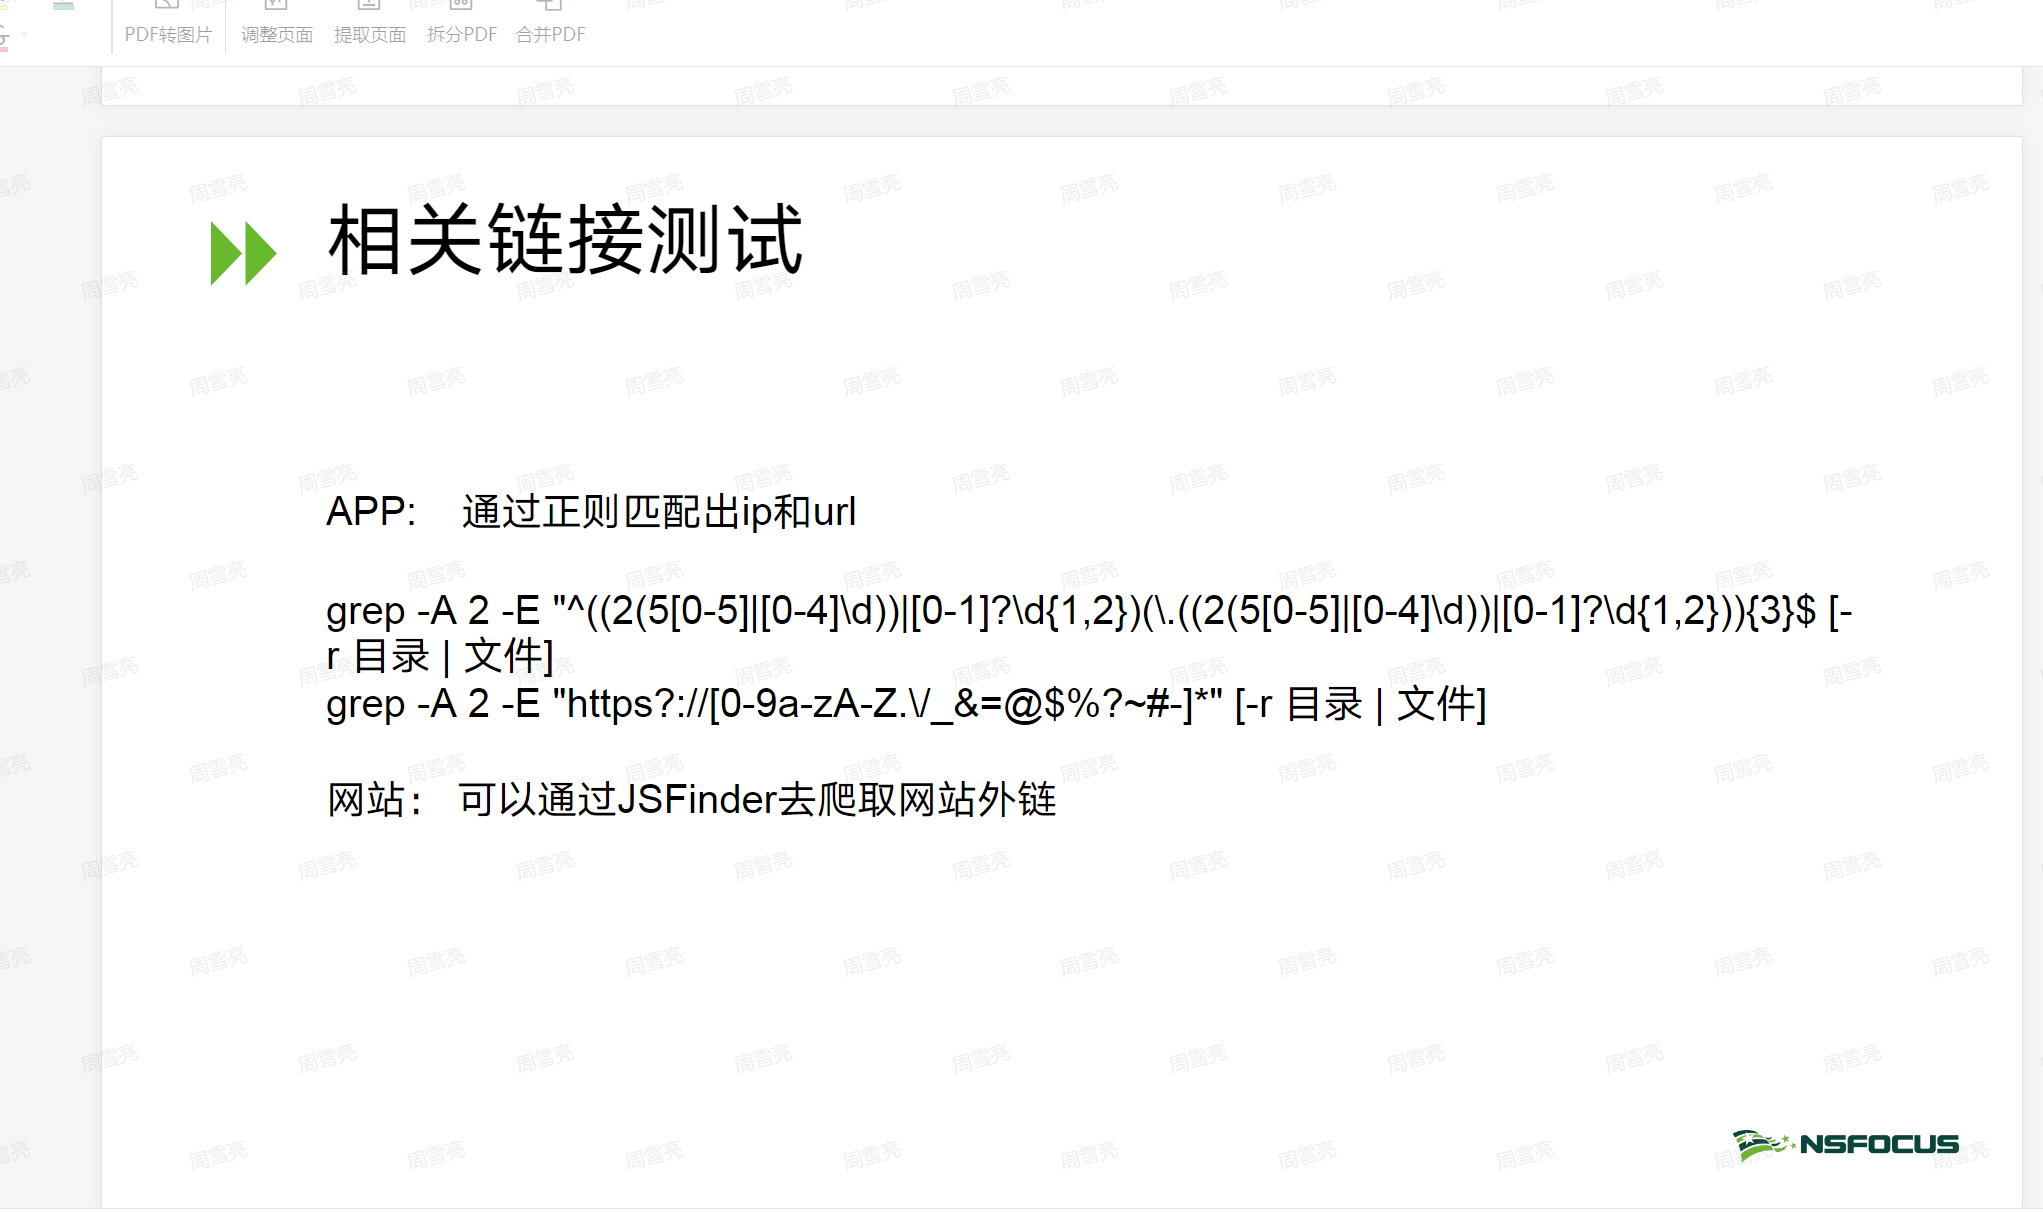 PDF转图片 调整页面 提取页面 拆分PDF 合并PDF
相关链接测试
APP: 通过正则匹配出ip和url
grep -A 2 -E "^((2(5[0-5]|[0-4]\d))|[0-1]?\d{1,2})(\.((2(5[0-5]|[0-4]\d))|[0-1]?\d{1,2})){3}$ [-
r 目录 | 文件]
grep -A 2 -E "https?://[0-9a-zA-Z.\/_&=@$%?~#-]*" [-r 目录 | 文件]
网站： 可以通过JSFinder去爬取网站外链
NSFOCUS
周雪亮